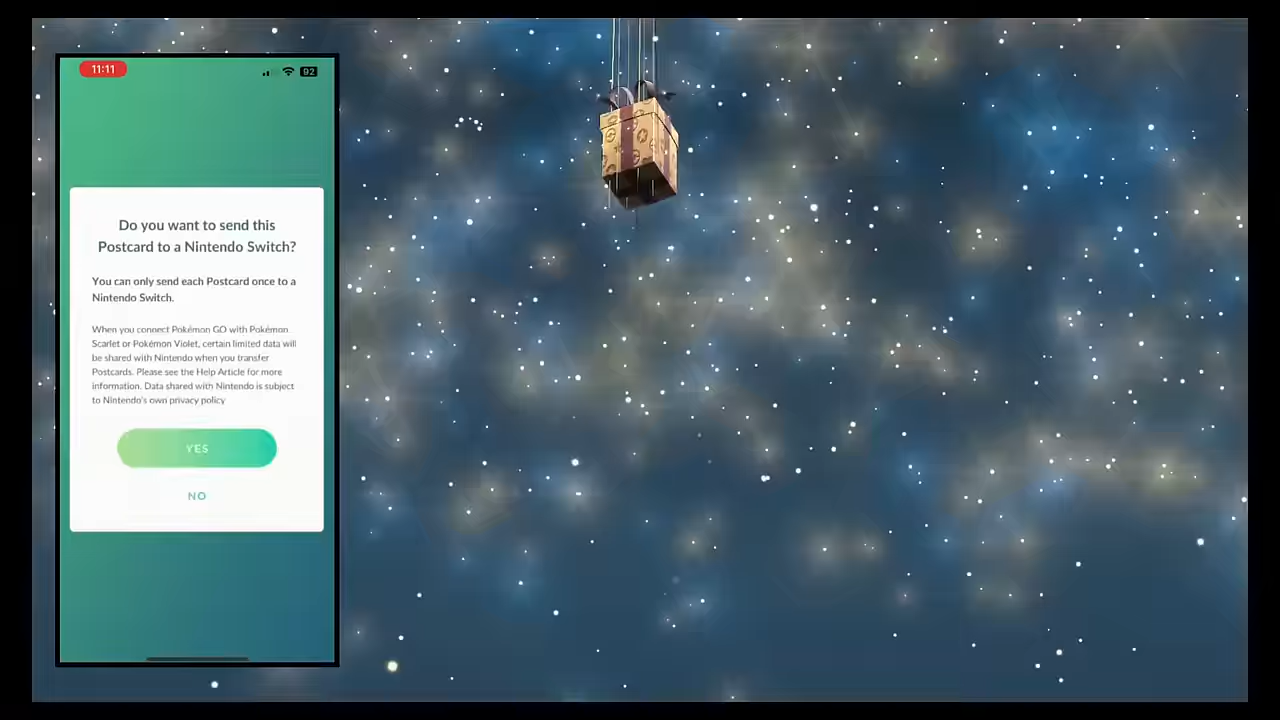 11:11
92
Do you want to send this
Postcard to a Nintendo Switch?
You can only send each Postcard once to a
Nintendo Switch.
When you connect Pokémon GO with Pokémon
Scarlet or Pokémon Violet, certain limited data will
be shared with Nintendo when you transfer
Postcards. Please see the Help Article for more
information. Data shared with Nintendo is subject
to Nintendo's own privacy policy
YES
NO